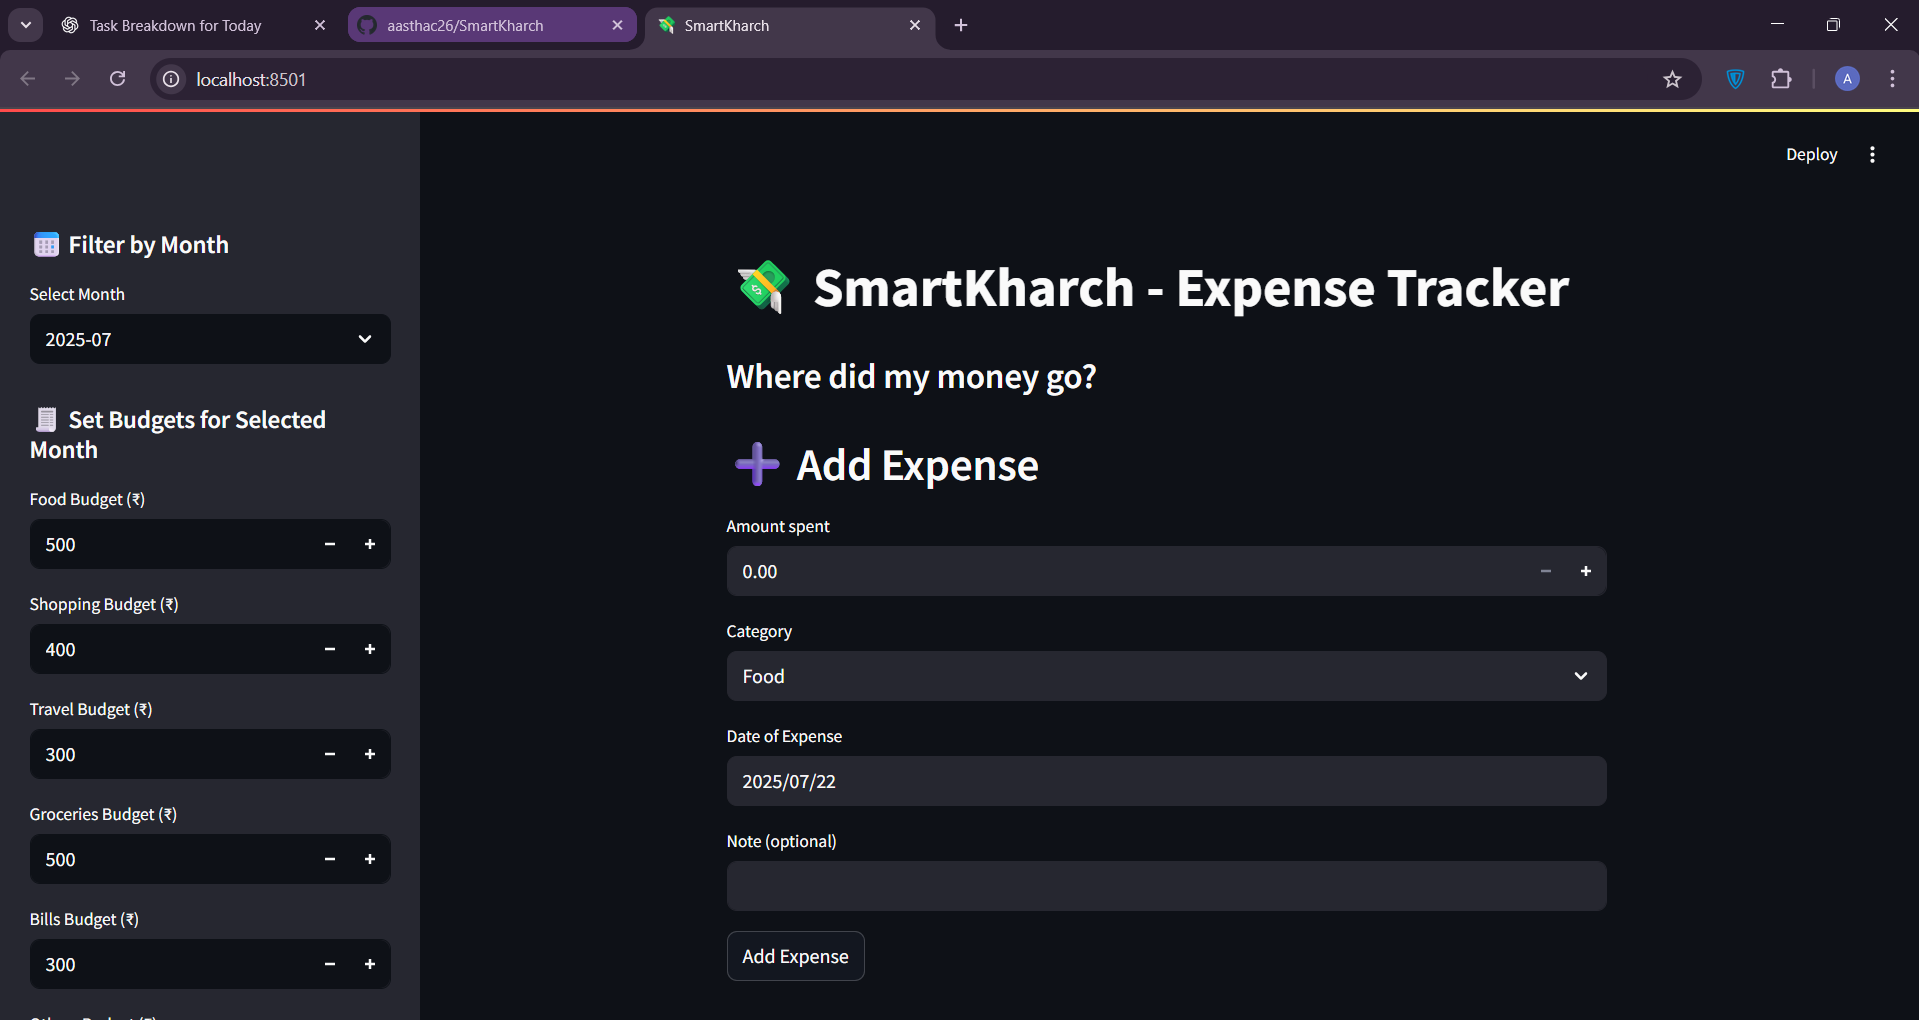 Task Breakdown for Today
aasthac26/SmartKharch
SmartKharch
localhost:8501
A
Deploy
Filter by Month
Select Month
2025-07
Set Budgets for Selected
Month
Food Budget (₹)
500
Shopping Budget (₹)
400
Travel Budget (₹)
300
Groceries Budget (₹)
500
Bills Budget (₹)
300
SmartKharch - Expense Tracker
Where did my money go?
Add Expense
Amount spent
0.00
Category
Food
Date of Expense
2025/07/22
Note (optional)
Add Expense